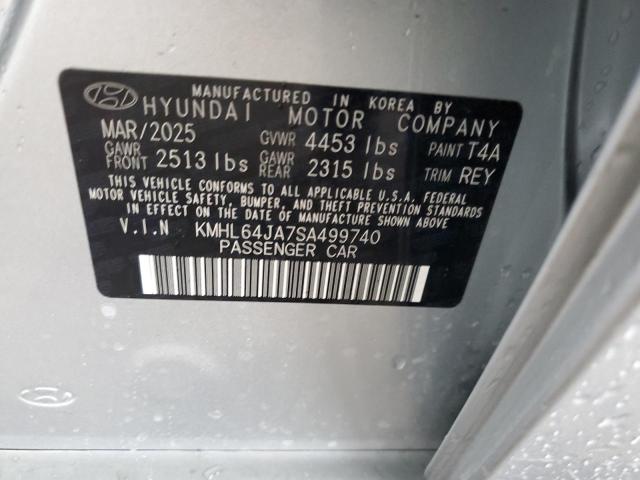 MANUFACTURED IN KOREA BY
HYUNDAI MOTOR COMPANY
MAR/2025 GVWR 4453 lbs PAINT T4A
GAWR FRONT 2513 lbs GAWR REAR 2315 lbs TRIM REY
THIS VEHICLE CONFORMS TO ALL APPLICABLE U.S.A. FEDERAL
MOTOR VEHICLE SAFETY, BUMPER, AND THEFT PREVENTION STANDARDS
IN EFFECT ON THE DATE OF MANUFACTURE SHOWN ABOVE
V.I.N KMHL64JA7SA499740
PASSENGER CAR